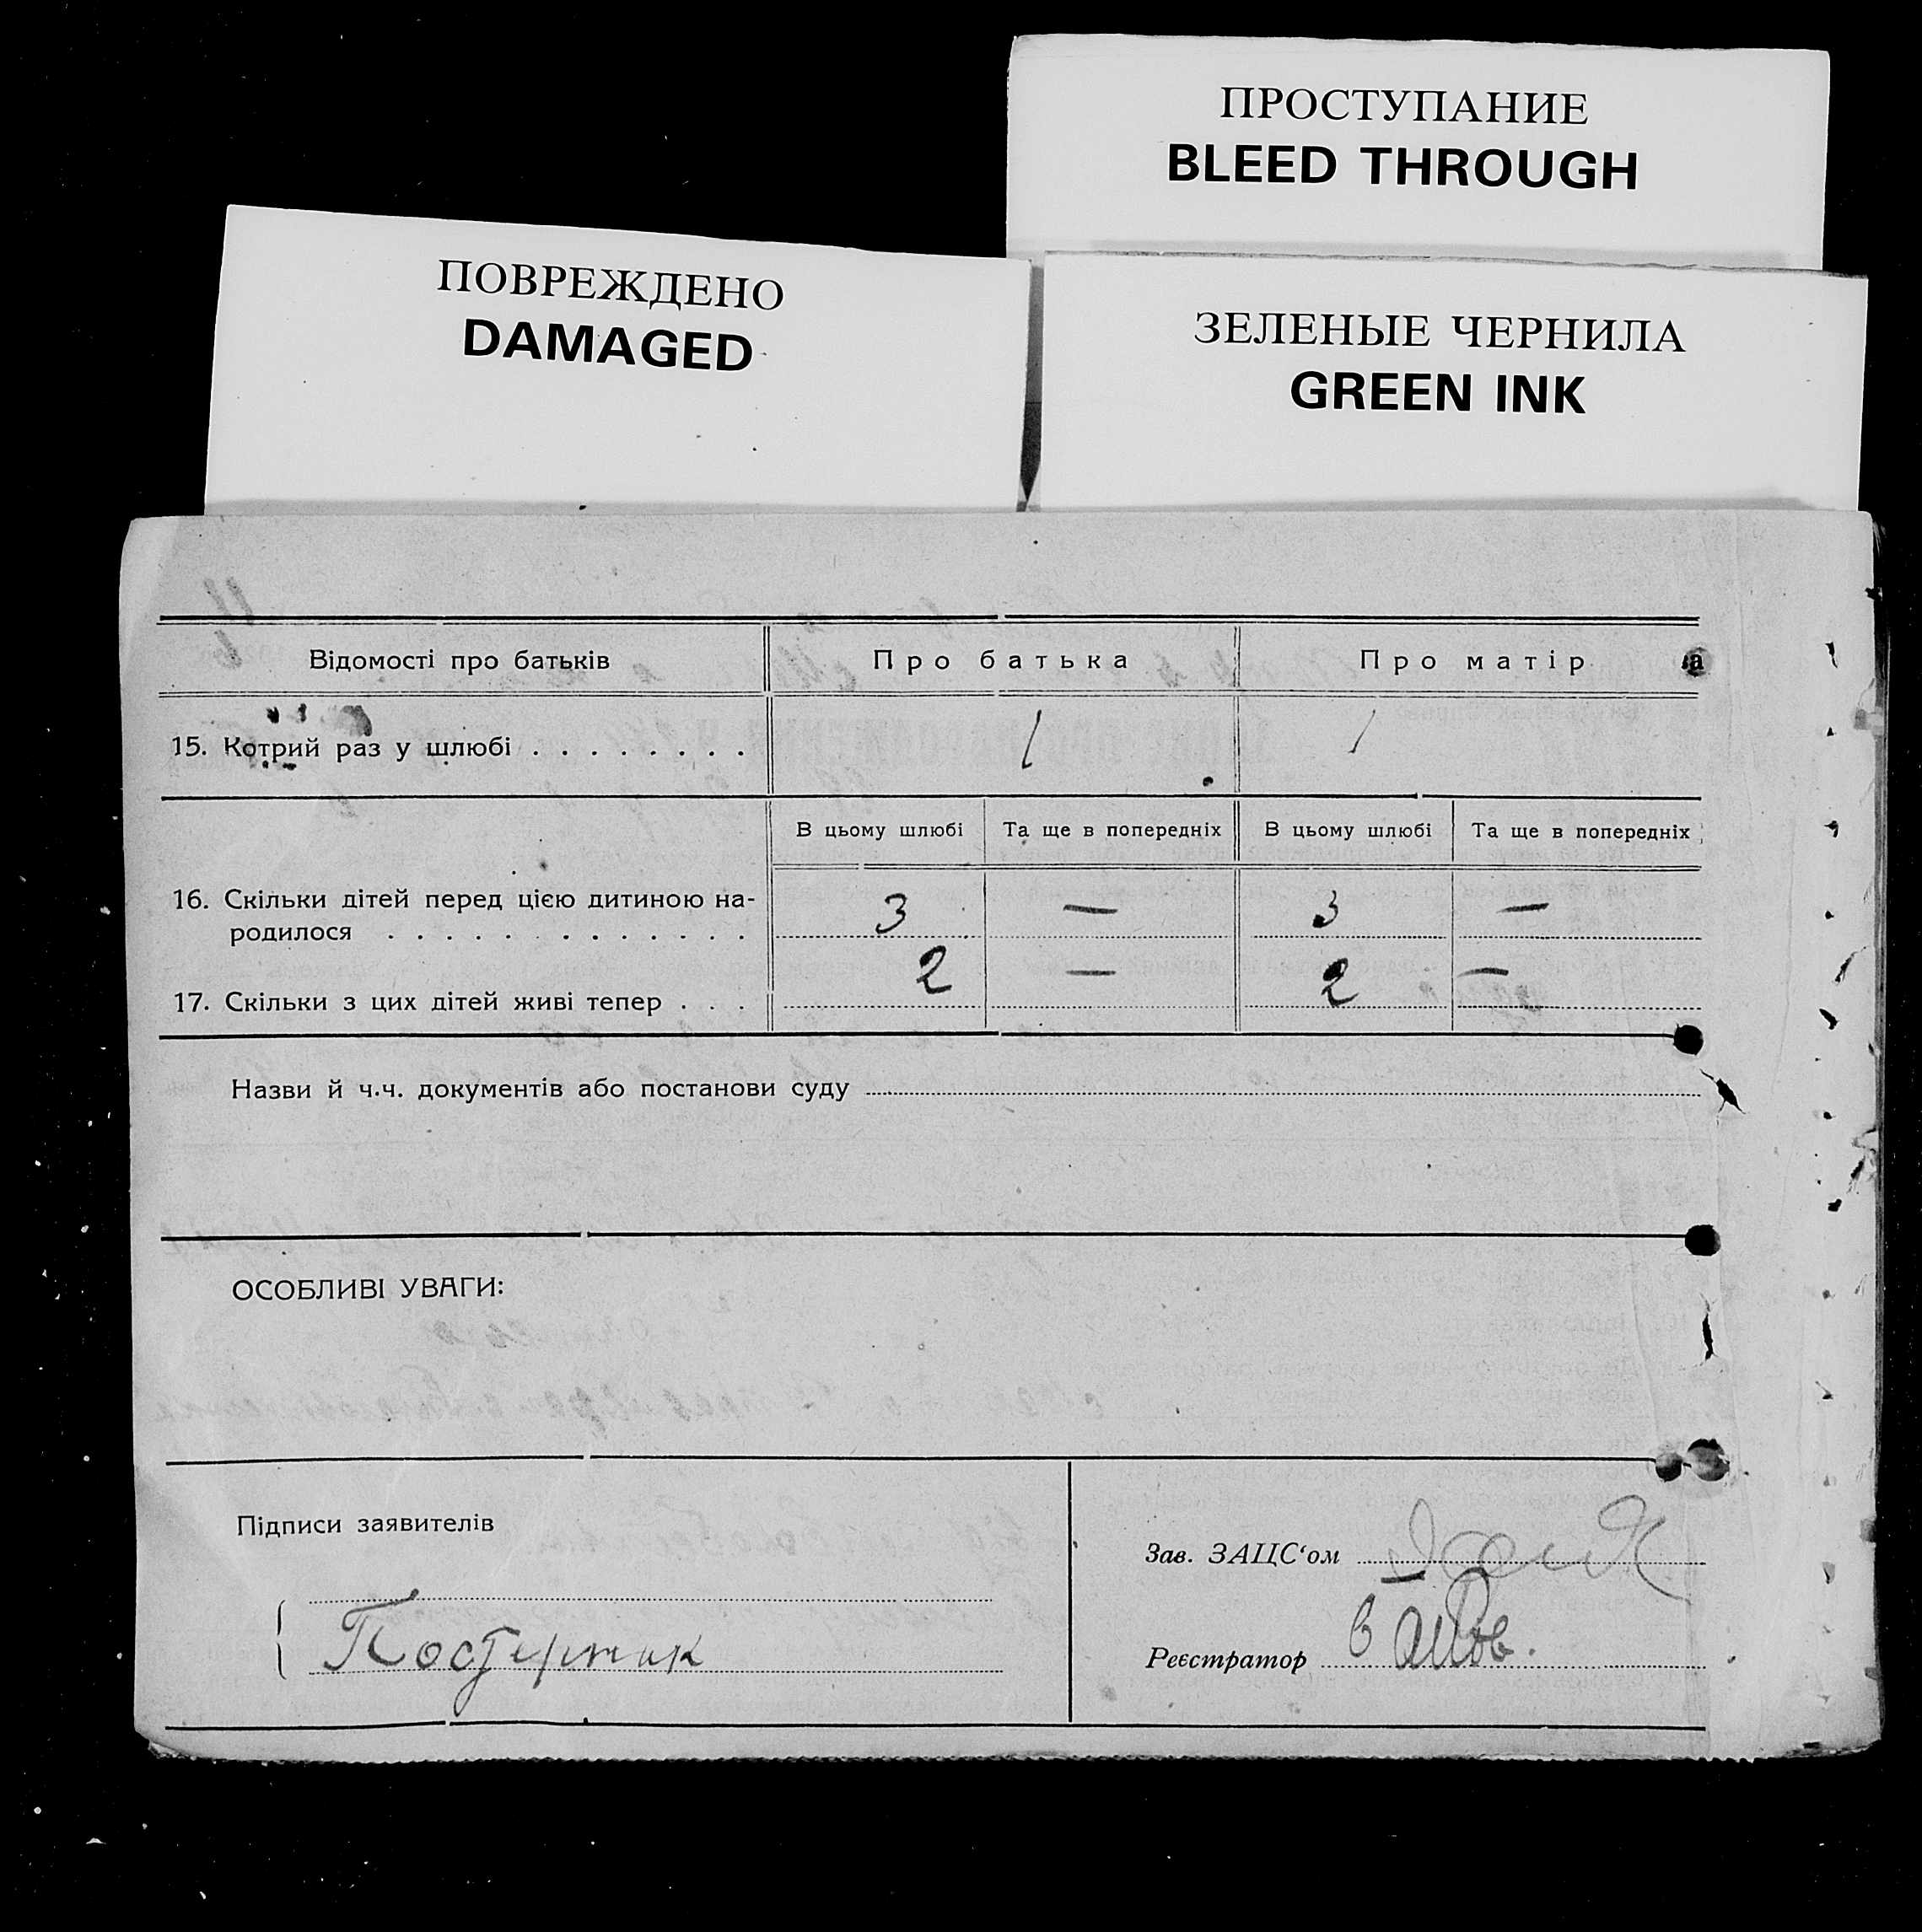 ПРОСТУПАНИЕ
BLEED THROUGH
ПОВРЕЖДЕНО
DAMAGED
ЗЕЛЕНЫЕ ЧЕРНИЛА
GREEN INK
Відомості про батьків Про батька Про матір
15. Котрий раз у шлюбі . . . . . . . . 1 1
В цьому шлюбі Та ще в попередніх В цьому шлюбі Та ще в попередніх
16. Скільки дітей перед цією дитиною на-
родилося . . . . . . . . . . . . . 3 — 3 —
17. Скільки з цих дітей живі тепер . . . 2 — 2 —
Назви й ч.ч. документів або постанови суду
ОСОБЛИВІ УВАГИ:
Підписи заявителів
Зав. ЗАЦС‘ом
Реєстратор